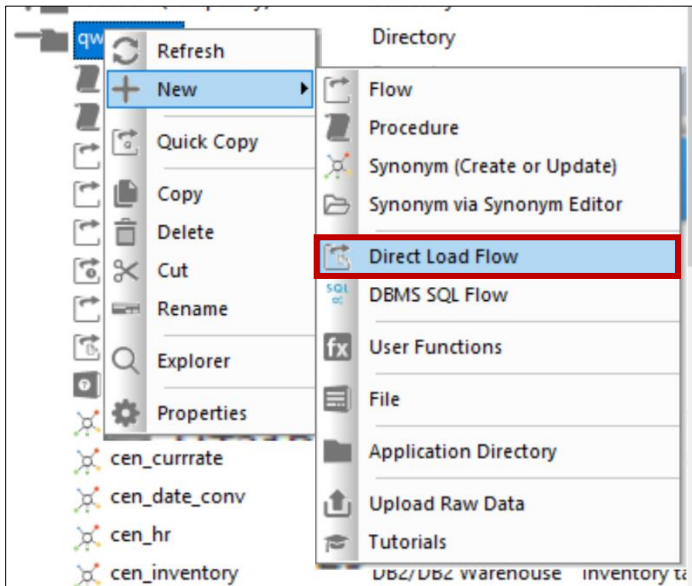 qw
Directory
Refresh
New
Quick Copy
Copy
Delete
Cut
Rename
Explorer
Properties
Flow
Procedure
Synonym (Create or Update)
Synonym via Synonym Editor
Direct Load Flow
SQL
DBMS SQL Flow
fx
User Functions
File
Application Directory
Upload Raw Data
Tutorials
cen_currrate
cen_date_conv
cen_hr
cen_inventory
DB2/DB2 Warehouse
inventory ta